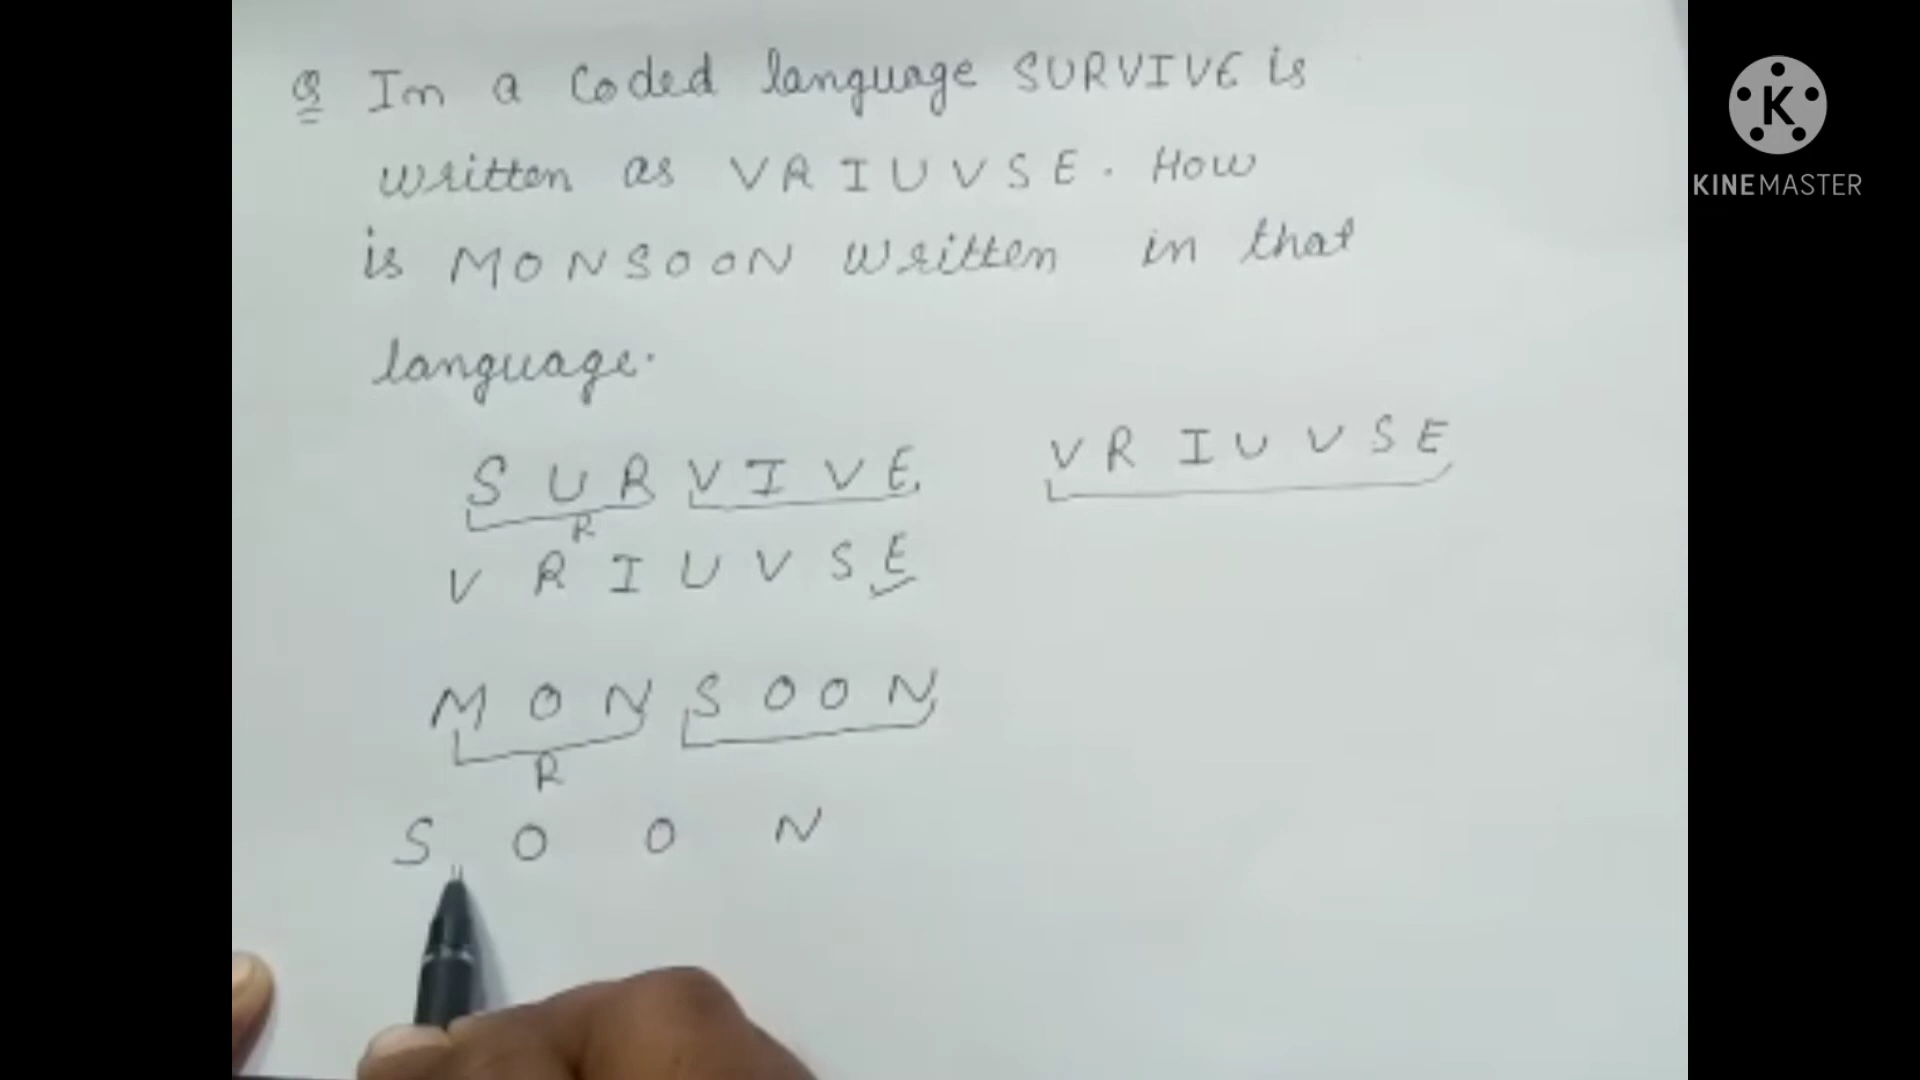 Q In a Coded language SURVIVE is
written as VRIUVSE. How
is MONSOON written in that
language.
SURVIVE VRIUVSE
R
VRIUVSE
MONSOON
R
S O O N
K
KINEMASTER